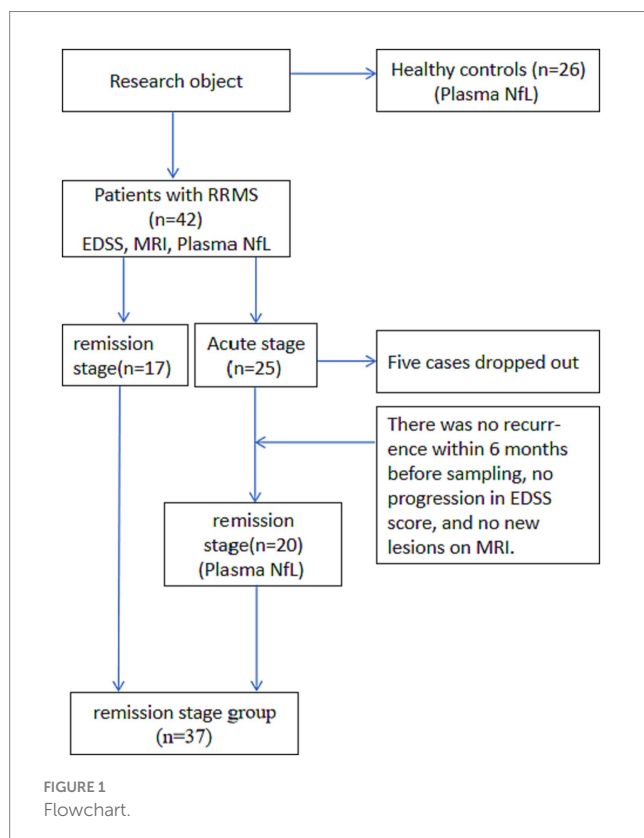 Research object
Healthy controls (n=26)
(Plasma NfL)
Patients with RRMS
(n=42)
EDSS, MRI, Plasma NfL
remission
stage(n=17)
Acute stage
(n=25)
Five cases dropped out
There was no recurr-
ence within 6 months
before sampling, no
progression in EDSS
score, and no new
lesions on MRI.
remission
stage(n=20)
(Plasma NfL)
remission stage group
(n=37)
FIGURE 1
Flowchart.